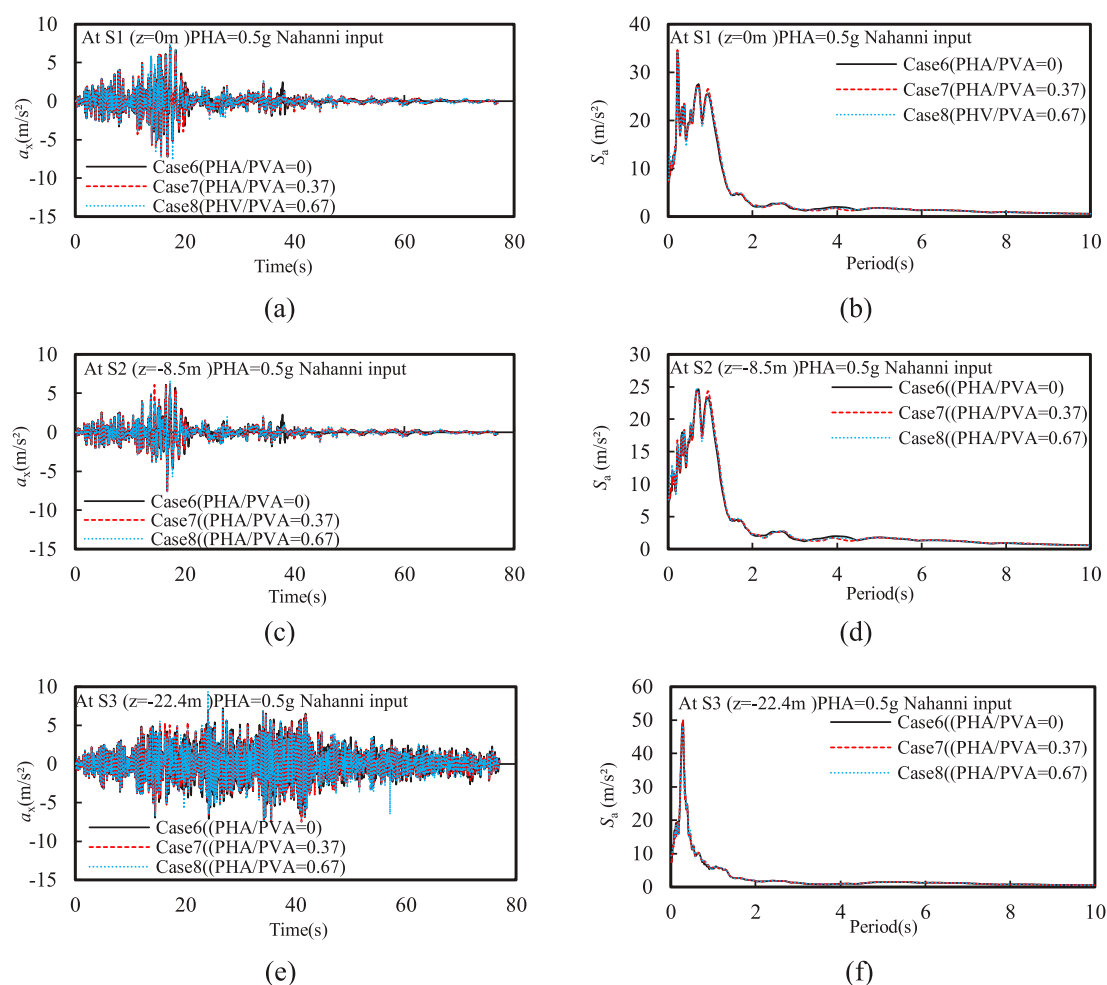 At S1 (z=0m )PHA=0.5g Nahanni input
10
5
0
-5
-10
-15
aₓ(m/s²)
Case6(PHA/PVA=0)
Case7(PHA/PVA=0.37)
Case8(PHV/PVA=0.67)
0 20 40 60 80
Time(s)
(a)
At S1 (z=0m )PHA=0.5g Nahanni input
40
30
20
10
0
Sₐ (m/s²)
Case6(PHA/PVA=0)
Case7(PHA/PVA=0.37)
Case8(PHV/PVA=0.67)
0 2 4 6 8 10
Period(s)
(b)
At S2 (z=-8.5m )PHA=0.5g Nahanni input
10
5
0
-5
-10
-15
aₓ(m/s²)
Case6(PHA/PVA=0)
Case7((PHA/PVA=0.37)
Case8((PHA/PVA=0.67)
0 20 40 60 80
Time(s)
(c)
At S2 (z=-8.5m )PHA=0.5g Nahanni input
30
25
20
15
10
5
0
Sₐ (m/s²)
Case6((PHA/PVA=0)
Case7((PHA/PVA=0.37)
Case8((PHA/PVA=0.67)
0 2 4 6 8 10
Period(s)
(d)
At S3 (z=-22.4m )PHA=0.5g Nahanni input
10
5
0
-5
-10
-15
aₓ(m/s²)
Case6((PHA/PVA=0)
Case7((PHA/PVA=0.37)
Case8((PHA/PVA=0.67)
0 20 40 60 80
Time(s)
(e)
At S3 (z=-22.4m )PHA=0.5g Nahanni input
60
50
40
30
20
10
0
Sₐ (m/s²)
Case6((PHA/PVA=0)
Case7((PHA/PVA=0.37)
Case8((PHA/PVA=0.67)
0 2 4 6 8 10
Period(s)
(f)